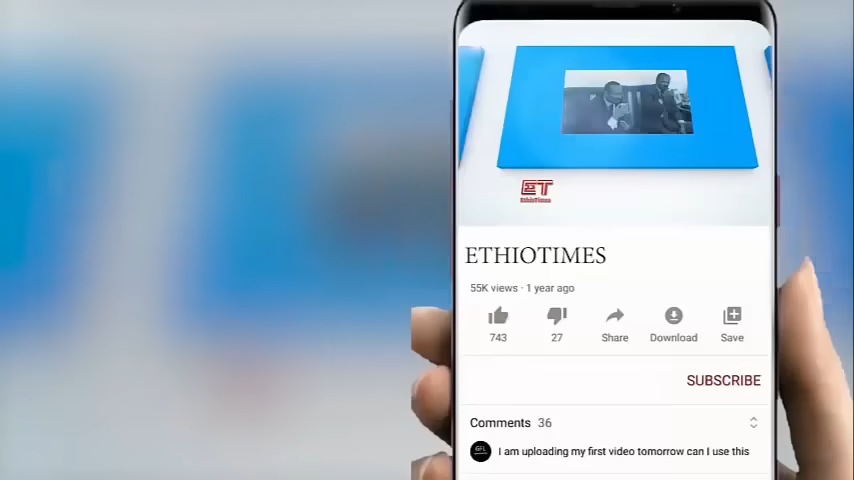 ET
EthioTimes
ETHIOTIMES
55K views · 1 year ago
743
27
Share
Download
Save
SUBSCRIBE
Comments 36
GFL
I am uploading my first video tomorrow can I use this